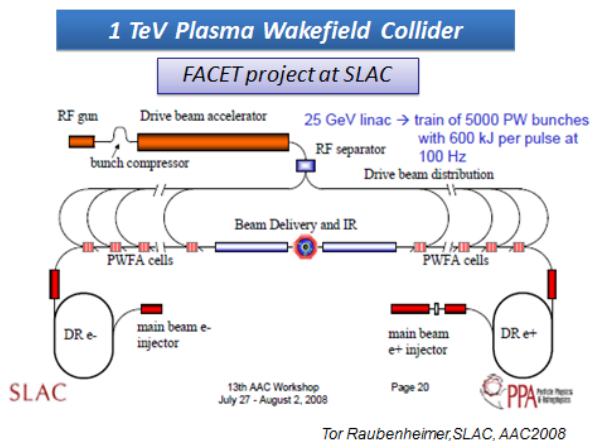 1 TeV Plasma Wakefield Collider
FACET project at SLAC
RF gun
Drive beam accelerator
25 GeV linac → train of 5000 PW bunches
with 600 kJ per pulse at
100 Hz
bunch compressor
RF separator
Drive beam distribution
Beam Delivery and IR
PWFA cells
PWFA cells
DR e-
main beam e-
injector
main beam
e+ injector
DR e+
SLAC
13th AAC Workshop
July 27 - August 2, 2008
Page 20
PPA
Particle Physics
& Astrophysics
Tor Raubenheimer,SLAC, AAC2008